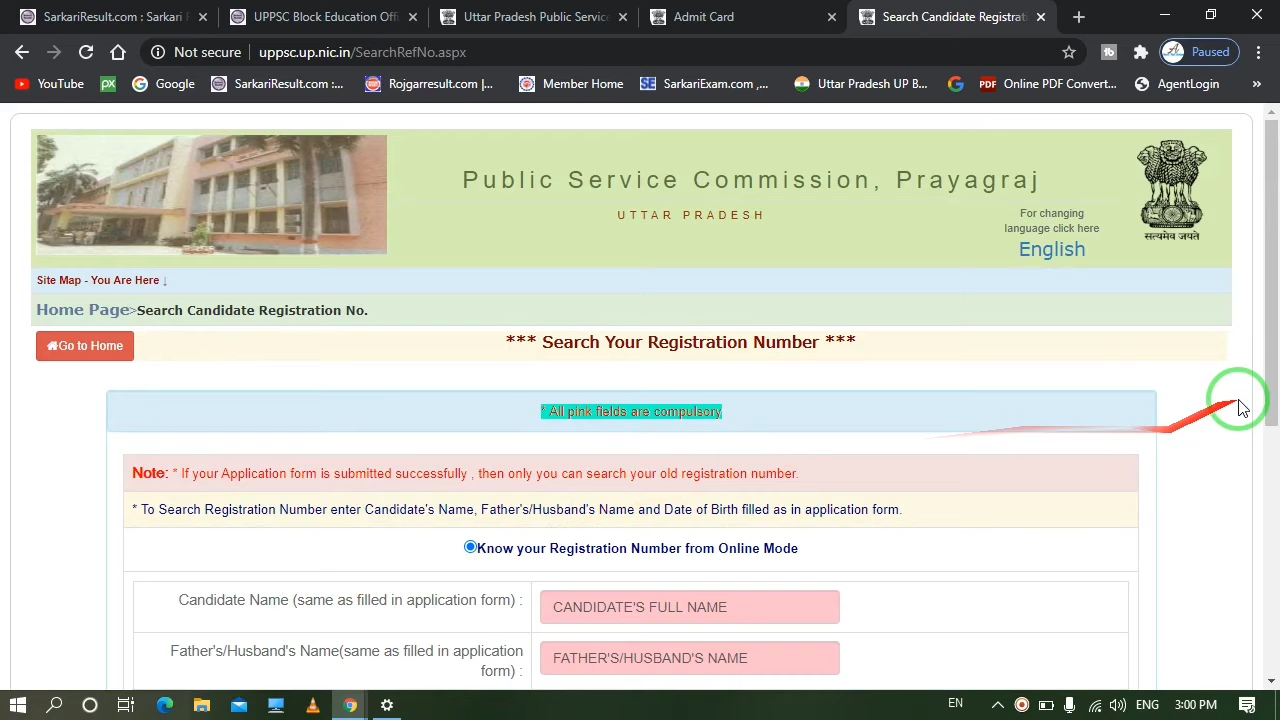 SarkariResult.com : Sarkari
UPPSC Block Education Offi
Uttar Pradesh Public Service
Admit Card
Search Candidate Registrati
Not secure
uppsc.up.nic.in/SearchRefNo.aspx
Paused
YouTube
Google
SarkariResult.com :...
Rojgarresult.com |...
Member Home
SarkariExam.com ,...
Uttar Pradesh UP B...
PDF Online PDF Convert...
AgentLogin
»
Public Service Commission, Prayagraj
UTTAR PRADESH
For changing
language click here
English
सत्यमेव जयते
Site Map - You Are Here ↓
Home Page>Search Candidate Registration No.
Go to Home
*** Search Your Registration Number ***
* All pink fields are compulsory
Note: * If your Application form is submitted successfully , then only you can search your old registration number.
* To Search Registration Number enter Candidate's Name, Father's/Husband's Name and Date of Birth filled as in application form.
Know your Registration Number from Online Mode
Candidate Name (same as filled in application form) :
CANDIDATE'S FULL NAME
Father's/Husband's Name(same as filled in application
form) :
FATHER'S/HUSBAND'S NAME
EN
ENG
3:00 PM